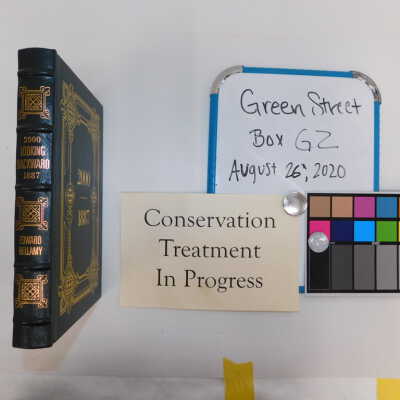 2000
LOOKING
BACKWARD
1887
EDWARD
BELLAMY
2000
1887
Green Street
Box GZ
August 26, 2020
Conservation
Treatment
In Progress